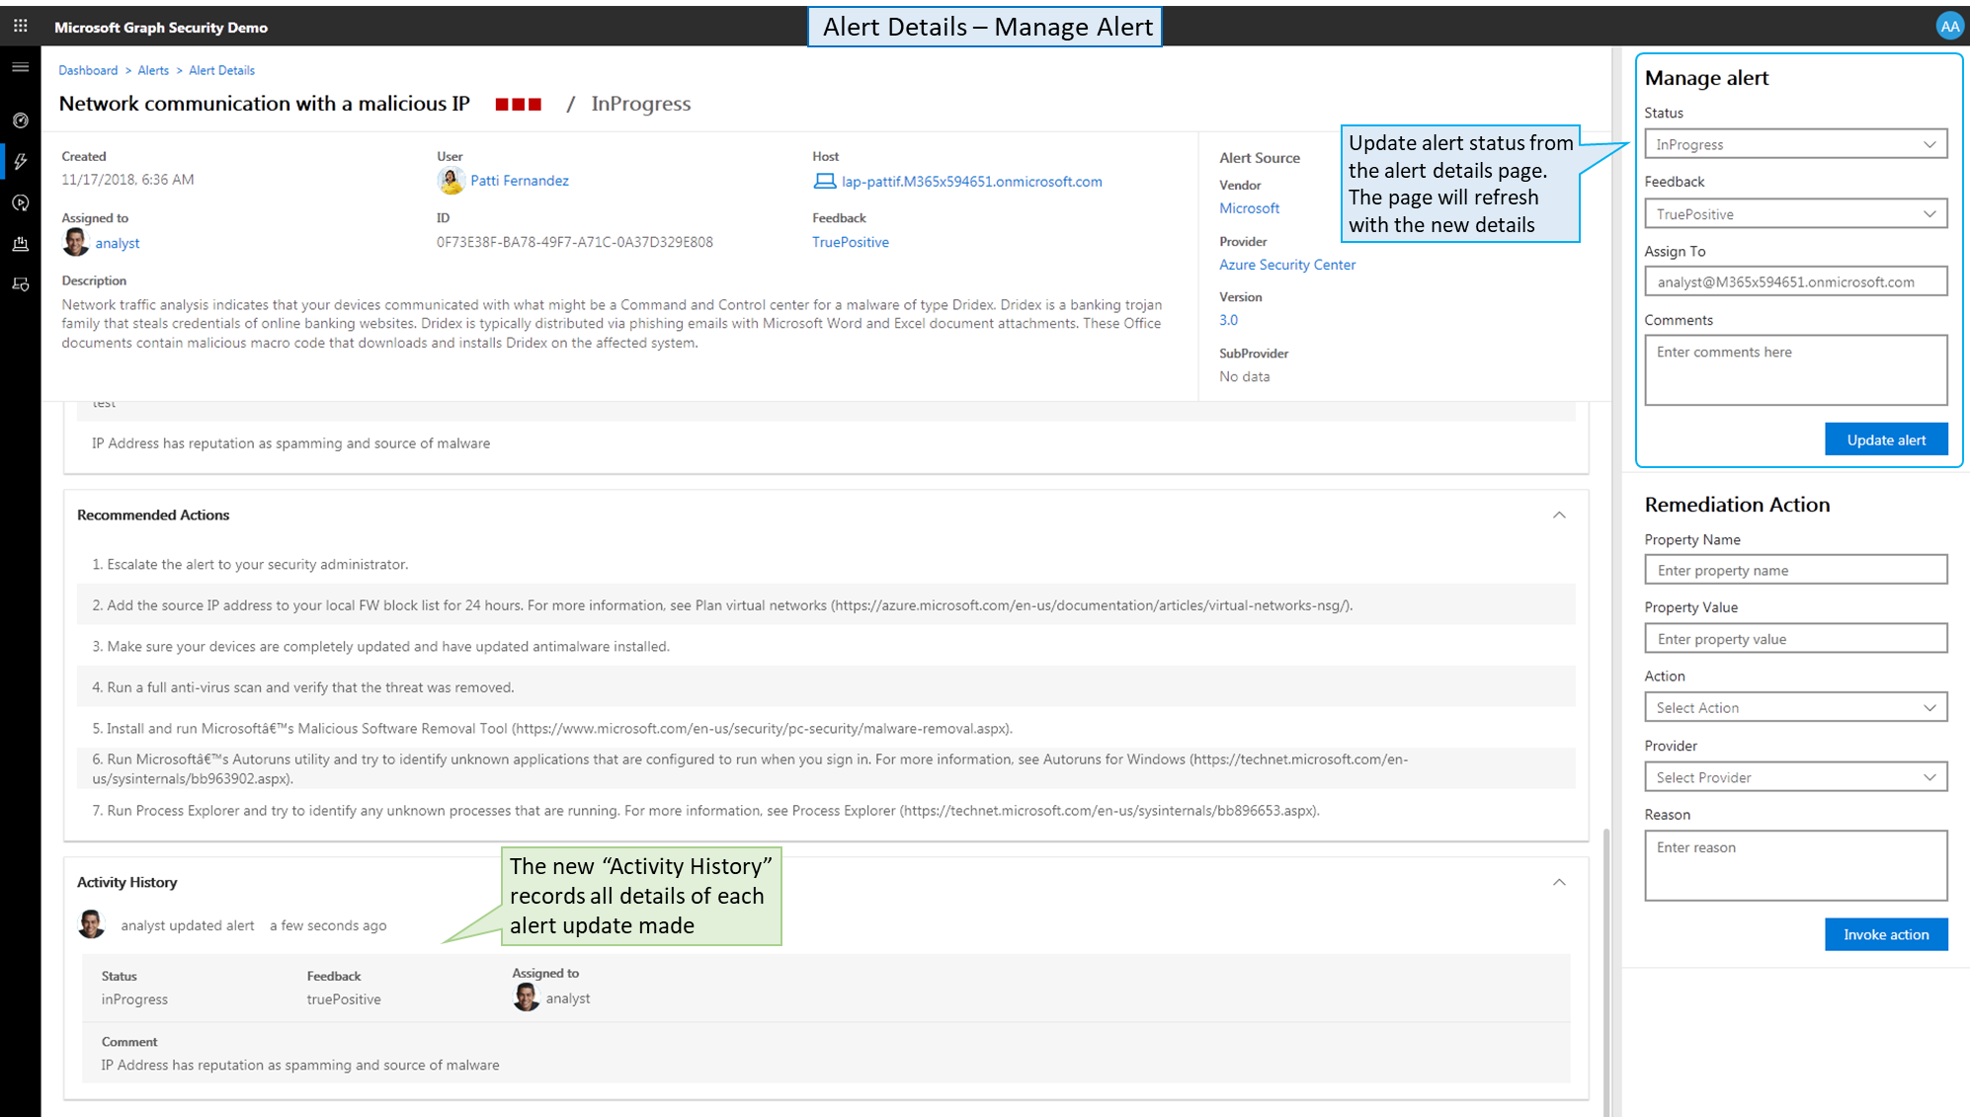 Microsoft Graph Security Demo
Alert Details – Manage Alert
AA
Dashboard > Alerts > Alert Details
Network communication with a malicious IP / InProgress
Created
11/17/2018, 6:36 AM
User
Patti Fernandez
Host
lap-pattif.M365x594651.onmicrosoft.com
Assigned to
analyst
ID
0F73E38F-BA78-49F7-A71C-0A37D329E808
Feedback
TruePositive
Description
Network traffic analysis indicates that your devices communicated with what might be a Command and Control center for a malware of type Dridex. Dridex is a banking trojan
family that steals credentials of online banking websites. Dridex is typically distributed via phishing emails with Microsoft Word and Excel document attachments. These Office
documents contain malicious macro code that downloads and installs Dridex on the affected system.
Alert Source
Vendor
Microsoft
Provider
Azure Security Center
Version
3.0
SubProvider
No data
Update alert status from
the alert details page.
The page will refresh
with the new details
test
IP Address has reputation as spamming and source of malware
Recommended Actions
1. Escalate the alert to your security administrator.
2. Add the source IP address to your local FW block list for 24 hours. For more information, see Plan virtual networks (https://azure.microsoft.com/en-us/documentation/articles/virtual-networks-nsg/).
3. Make sure your devices are completely updated and have updated antimalware installed.
4. Run a full anti-virus scan and verify that the threat was removed.
5. Install and run Microsoftâ€™s Malicious Software Removal Tool (https://www.microsoft.com/en-us/security/pc-security/malware-removal.aspx).
6. Run Microsoftâ€™s Autoruns utility and try to identify unknown applications that are configured to run when you sign in. For more information, see Autoruns for Windows (https://technet.microsoft.com/en-
us/sysinternals/bb963902.aspx).
7. Run Process Explorer and try to identify any unknown processes that are running. For more information, see Process Explorer (https://technet.microsoft.com/en-us/sysinternals/bb896653.aspx).
Activity History
The new “Activity History”
records all details of each
alert update made
analyst updated alert a few seconds ago
Status
inProgress
Feedback
truePositive
Assigned to
analyst
Comment
IP Address has reputation as spamming and source of malware
Manage alert
Status
InProgress
Feedback
TruePositive
Assign To
analyst@M365x594651.onmicrosoft.com
Comments
Enter comments here
Update alert
Remediation Action
Property Name
Enter property name
Property Value
Enter property value
Action
Select Action
Provider
Select Provider
Reason
Enter reason
Invoke action